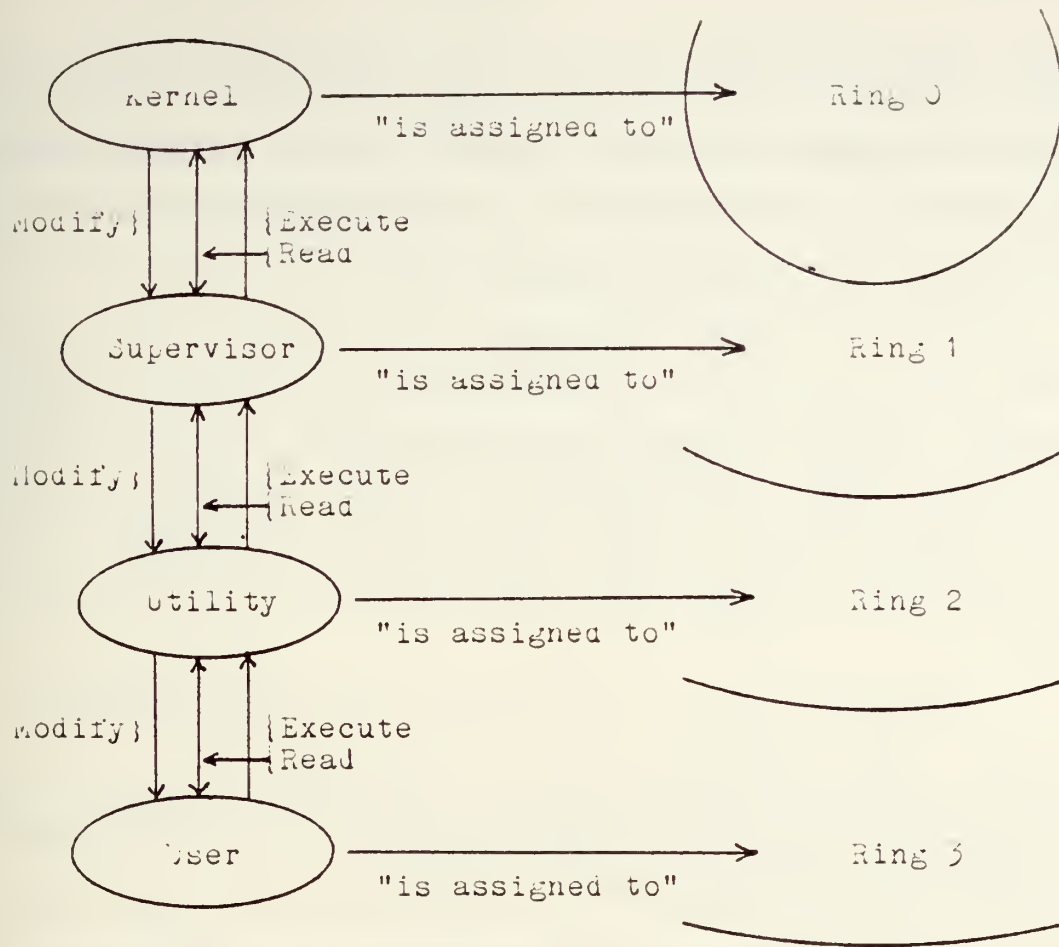 Kernel Ring 0
"is assigned to"
Modify} {Execute
{Read
Supervisor Ring 1
"is assigned to"
Modify} {Execute
{Read
Utility Ring 2
"is assigned to"
Modify} {Execute
{Read
User Ring 3
"is assigned to"